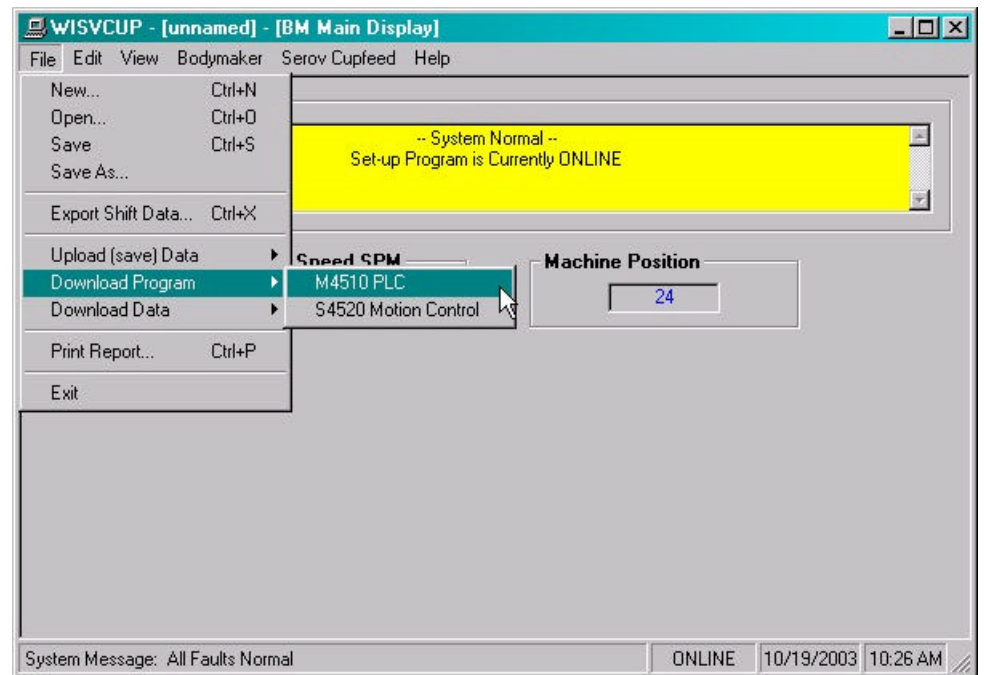 WISVCUP - [unnamed] - [BM Main Display]
File Edit View Bodymaker Serov Cupfeed Help
New... Ctrl+N
Open... Ctrl+O
Save Ctrl+S
Save As...
Export Shift Data... Ctrl+X
Upload (save) Data
Download Program
Download Data
Print Report... Ctrl+P
Exit
M4510 PLC
S4520 Motion Control
-- System Normal --
Set-up Program is Currently ONLINE
Speed SPM
Machine Position
24
System Message: All Faults Normal
ONLINE
10/19/2003
10:26 AM